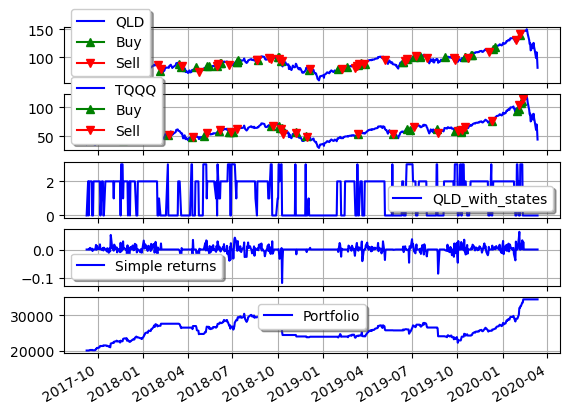 QLD
Buy
Sell
150
100
TQQQ
Buy
Sell
100
50
QLD_with_states
2
0
Simple returns
0.0
−0.1
Portfolio
30000
20000
2017-10
2018-01
2018-04
2018-07
2018-10
2019-01
2019-04
2019-07
2019-10
2020-01
2020-04